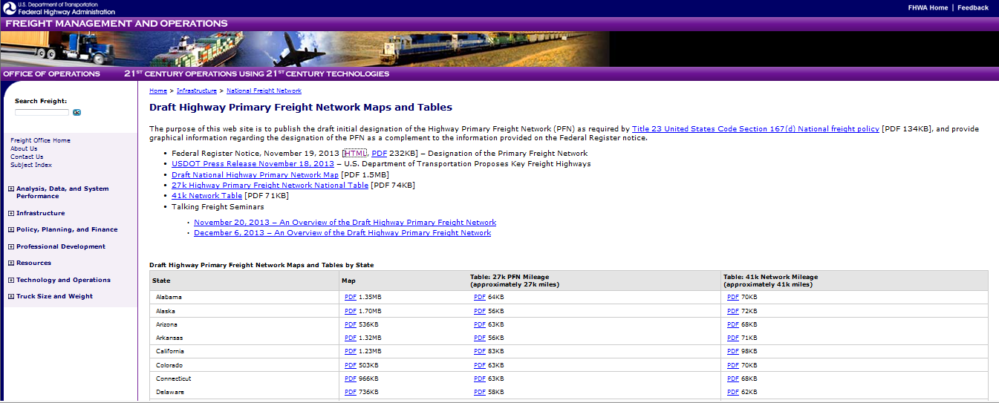 U.S. Department of Transportation
Federal Highway Administration
FHWA Home | Feedback
FREIGHT MANAGEMENT AND OPERATIONS
OFFICE OF OPERATIONS 21ST CENTURY OPERATIONS USING 21ST CENTURY TECHNOLOGIES
Search Freight:
Go
Freight Office Home
About Us
Contact Us
Subject Index
Analysis, Data, and System
Performance
Infrastructure
Policy, Planning, and Finance
Professional Development
Resources
Technology and Operations
Truck Size and Weight
Home > Infrastructure > National Freight Network
Draft Highway Primary Freight Network Maps and Tables
The purpose of this web site is to publish the draft initial designation of the Highway Primary Freight Network (PFN) as required by Title 23 United States Code Section 167(d) National freight policy [PDF 134KB], and provide
graphical information regarding the designation of the PFN as a complement to the information provided on the Federal Register notice.
• Federal Register Notice, November 19, 2013 [HTML, PDF 232KB] – Designation of the Primary Freight Network
• USDOT Press Release November 18, 2013 – U.S. Department of Transportation Proposes Key Freight Highways
• Draft National Highway Primary Network Map [PDF 1.5MB]
• 27k Highway Primary Freight Network National Table [PDF 74KB]
• 41k Network Table [PDF 71KB]
• Talking Freight Seminars
• November 20, 2013 – An Overview of the Draft Highway Primary Freight Network
• December 6, 2013 – An Overview of the Draft Highway Primary Freight Network
Draft Highway Primary Freight Network Maps and Tables by State
State Map Table: 27k PFN Mileage (approximately 27k miles) Table: 41k Network Mileage (approximately 41k miles)
Alabama PDF 1.35MB PDF 64KB PDF 70KB
Alaska PDF 1.70MB PDF 56KB PDF 72KB
Arizona PDF 536KB PDF 63KB PDF 68KB
Arkansas PDF 1.32MB PDF 56KB PDF 71KB
California PDF 1.23MB PDF 83KB PDF 98KB
Colorado PDF 503KB PDF 63KB PDF 70KB
Connecticut PDF 966KB PDF 63KB PDF 68KB
Delaware PDF 736KB PDF 58KB PDF 62KB